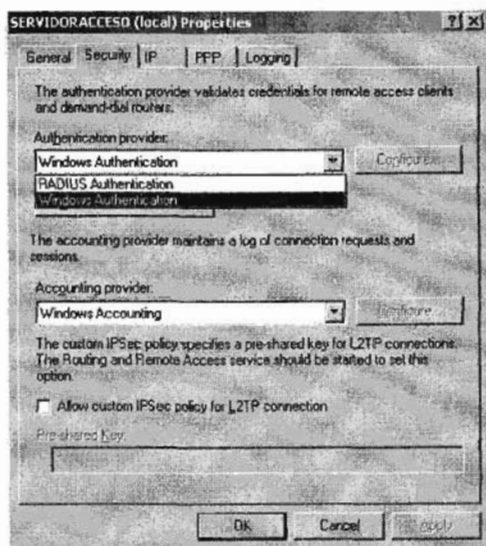 SERVIDORACCESO (local) Properties
General Security IP PPP Logging
The authentication provider validates credentials for remote access clients
and demand-dial routers.
Authentication provider:
Windows Authentication Configure...
RADIUS Authentication
Windows Authentication
The accounting provider maintains a log of connection requests and
sessions.
Accounting provider:
Windows Accounting Configure...
The custom IPSec policy specifies a pre-shared key for L2TP connections.
The Routing and Remote Access service should be started to set this
option.
Allow custom IPSec policy for L2TP connection
Pre-shared Key:
OK Cancel Apply